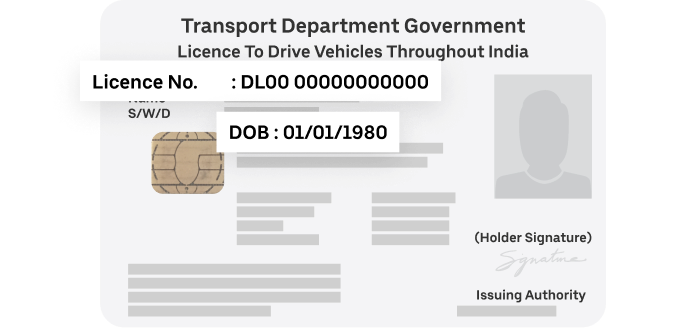 Transport Department Government
Licence To Drive Vehicles Throughout India
Licence No. : DL00 00000000000
Name
S/W/D
DOB : 01/01/1980
(Holder Signature)
Signature
Issuing Authority